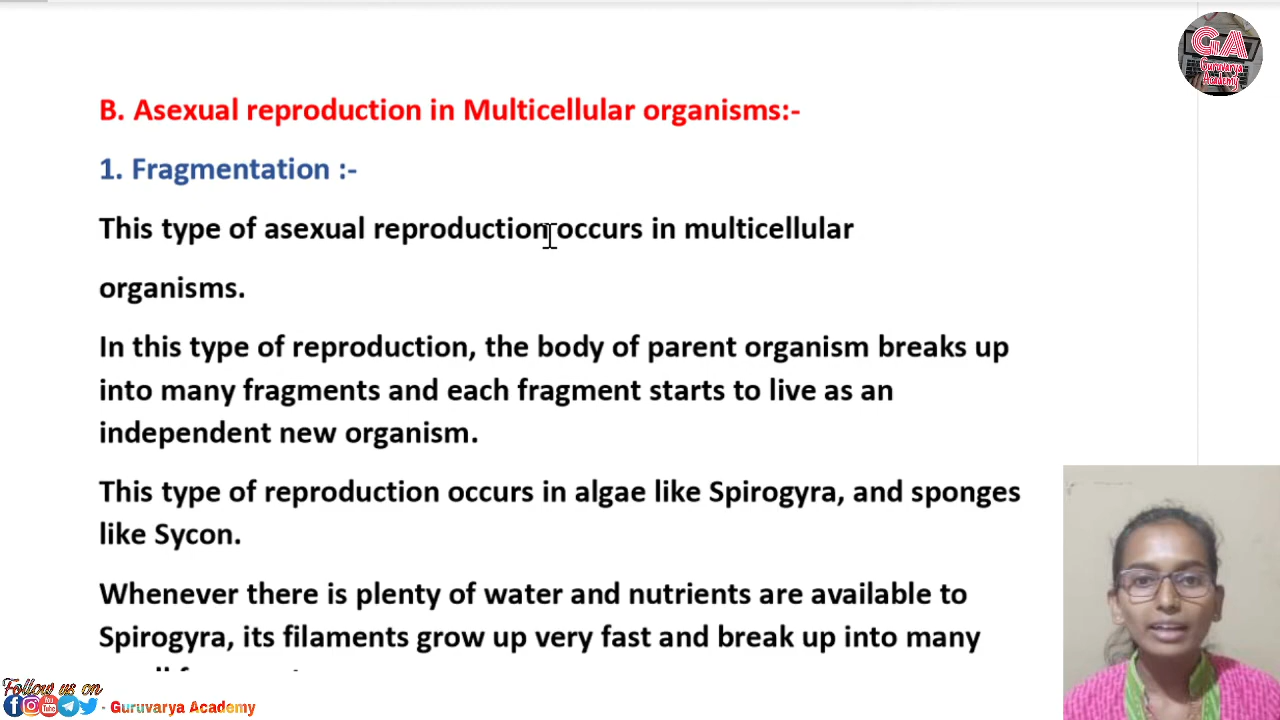 GA
Guruvarya
Academy
B. Asexual reproduction in Multicellular organisms:-
1. Fragmentation :-
This type of asexual reproduction occurs in multicellular
organisms.
In this type of reproduction, the body of parent organism breaks up
into many fragments and each fragment starts to live as an
independent new organism.
This type of reproduction occurs in algae like Spirogyra, and sponges
like Sycon.
Whenever there is plenty of water and nutrients are available to
Spirogyra, its filaments grow up very fast and break up into many
Follow us on
- Guruvarya Academy